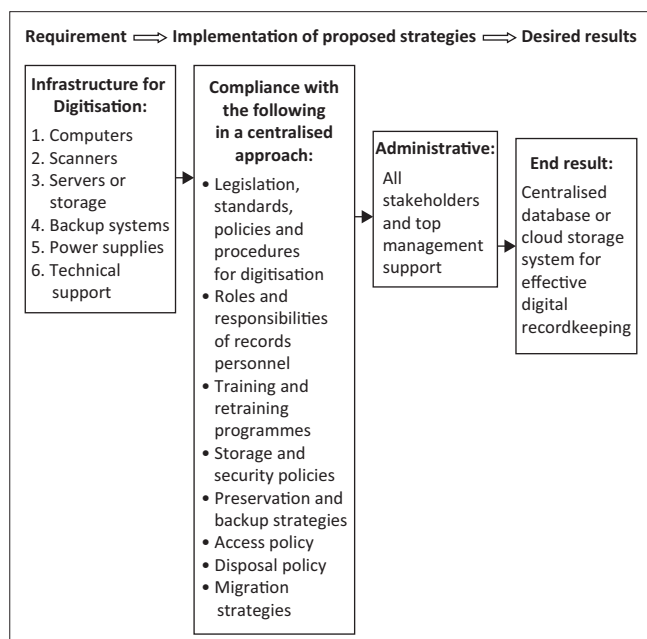 Requirement ⇒ Implementation of proposed strategies ⇒ Desired results
Infrastructure for
Digitisation:
1. Computers
2. Scanners
3. Servers or
storage
4. Backup systems
5. Power supplies
6. Technical
support
Compliance with
the following
in a centralised
approach:
• Legislation,
standards,
policies and
procedures
for digitisation
• Roles and
responsibilities
of records
personnel
• Training and
retraining
programmes
• Storage and
security policies
• Preservation and
backup strategies
• Access policy
• Disposal policy
• Migration
strategies
Administrative:
All
stakeholders
and top
management
support
End result:
Centralised
database or
cloud storage
system for
effective
digital
recordkeeping